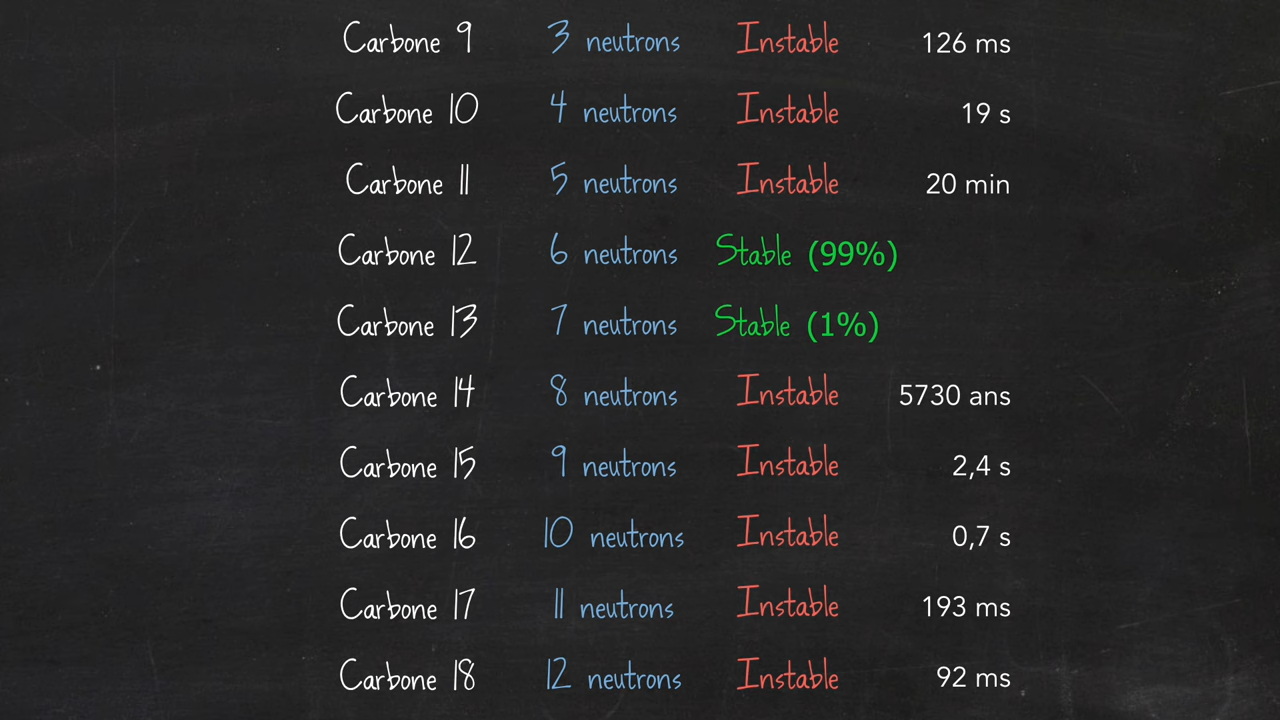 Carbone 9 3 neutrons Instable 126 ms
Carbone 10 4 neutrons Instable 19 s
Carbone 11 5 neutrons Instable 20 min
Carbone 12 6 neutrons Stable (99%)
Carbone 13 7 neutrons Stable (1%)
Carbone 14 8 neutrons Instable 5730 ans
Carbone 15 9 neutrons Instable 2,4 s
Carbone 16 10 neutrons Instable 0,7 s
Carbone 17 11 neutrons Instable 193 ms
Carbone 18 12 neutrons Instable 92 ms